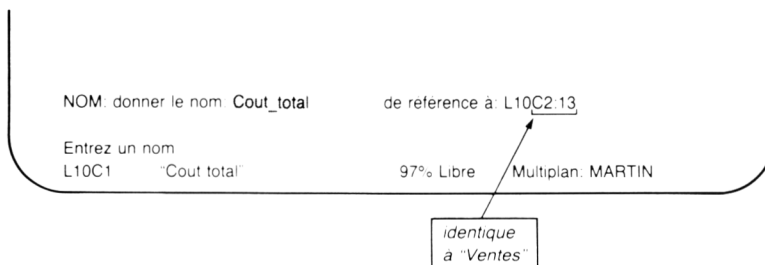 NOM: donner le nom: Cout_total de référence à: L10C2:13
Entrez un nom
L10C1 "Cout total" 97% Libre Multiplan: MARTIN
identique
à "Ventes"